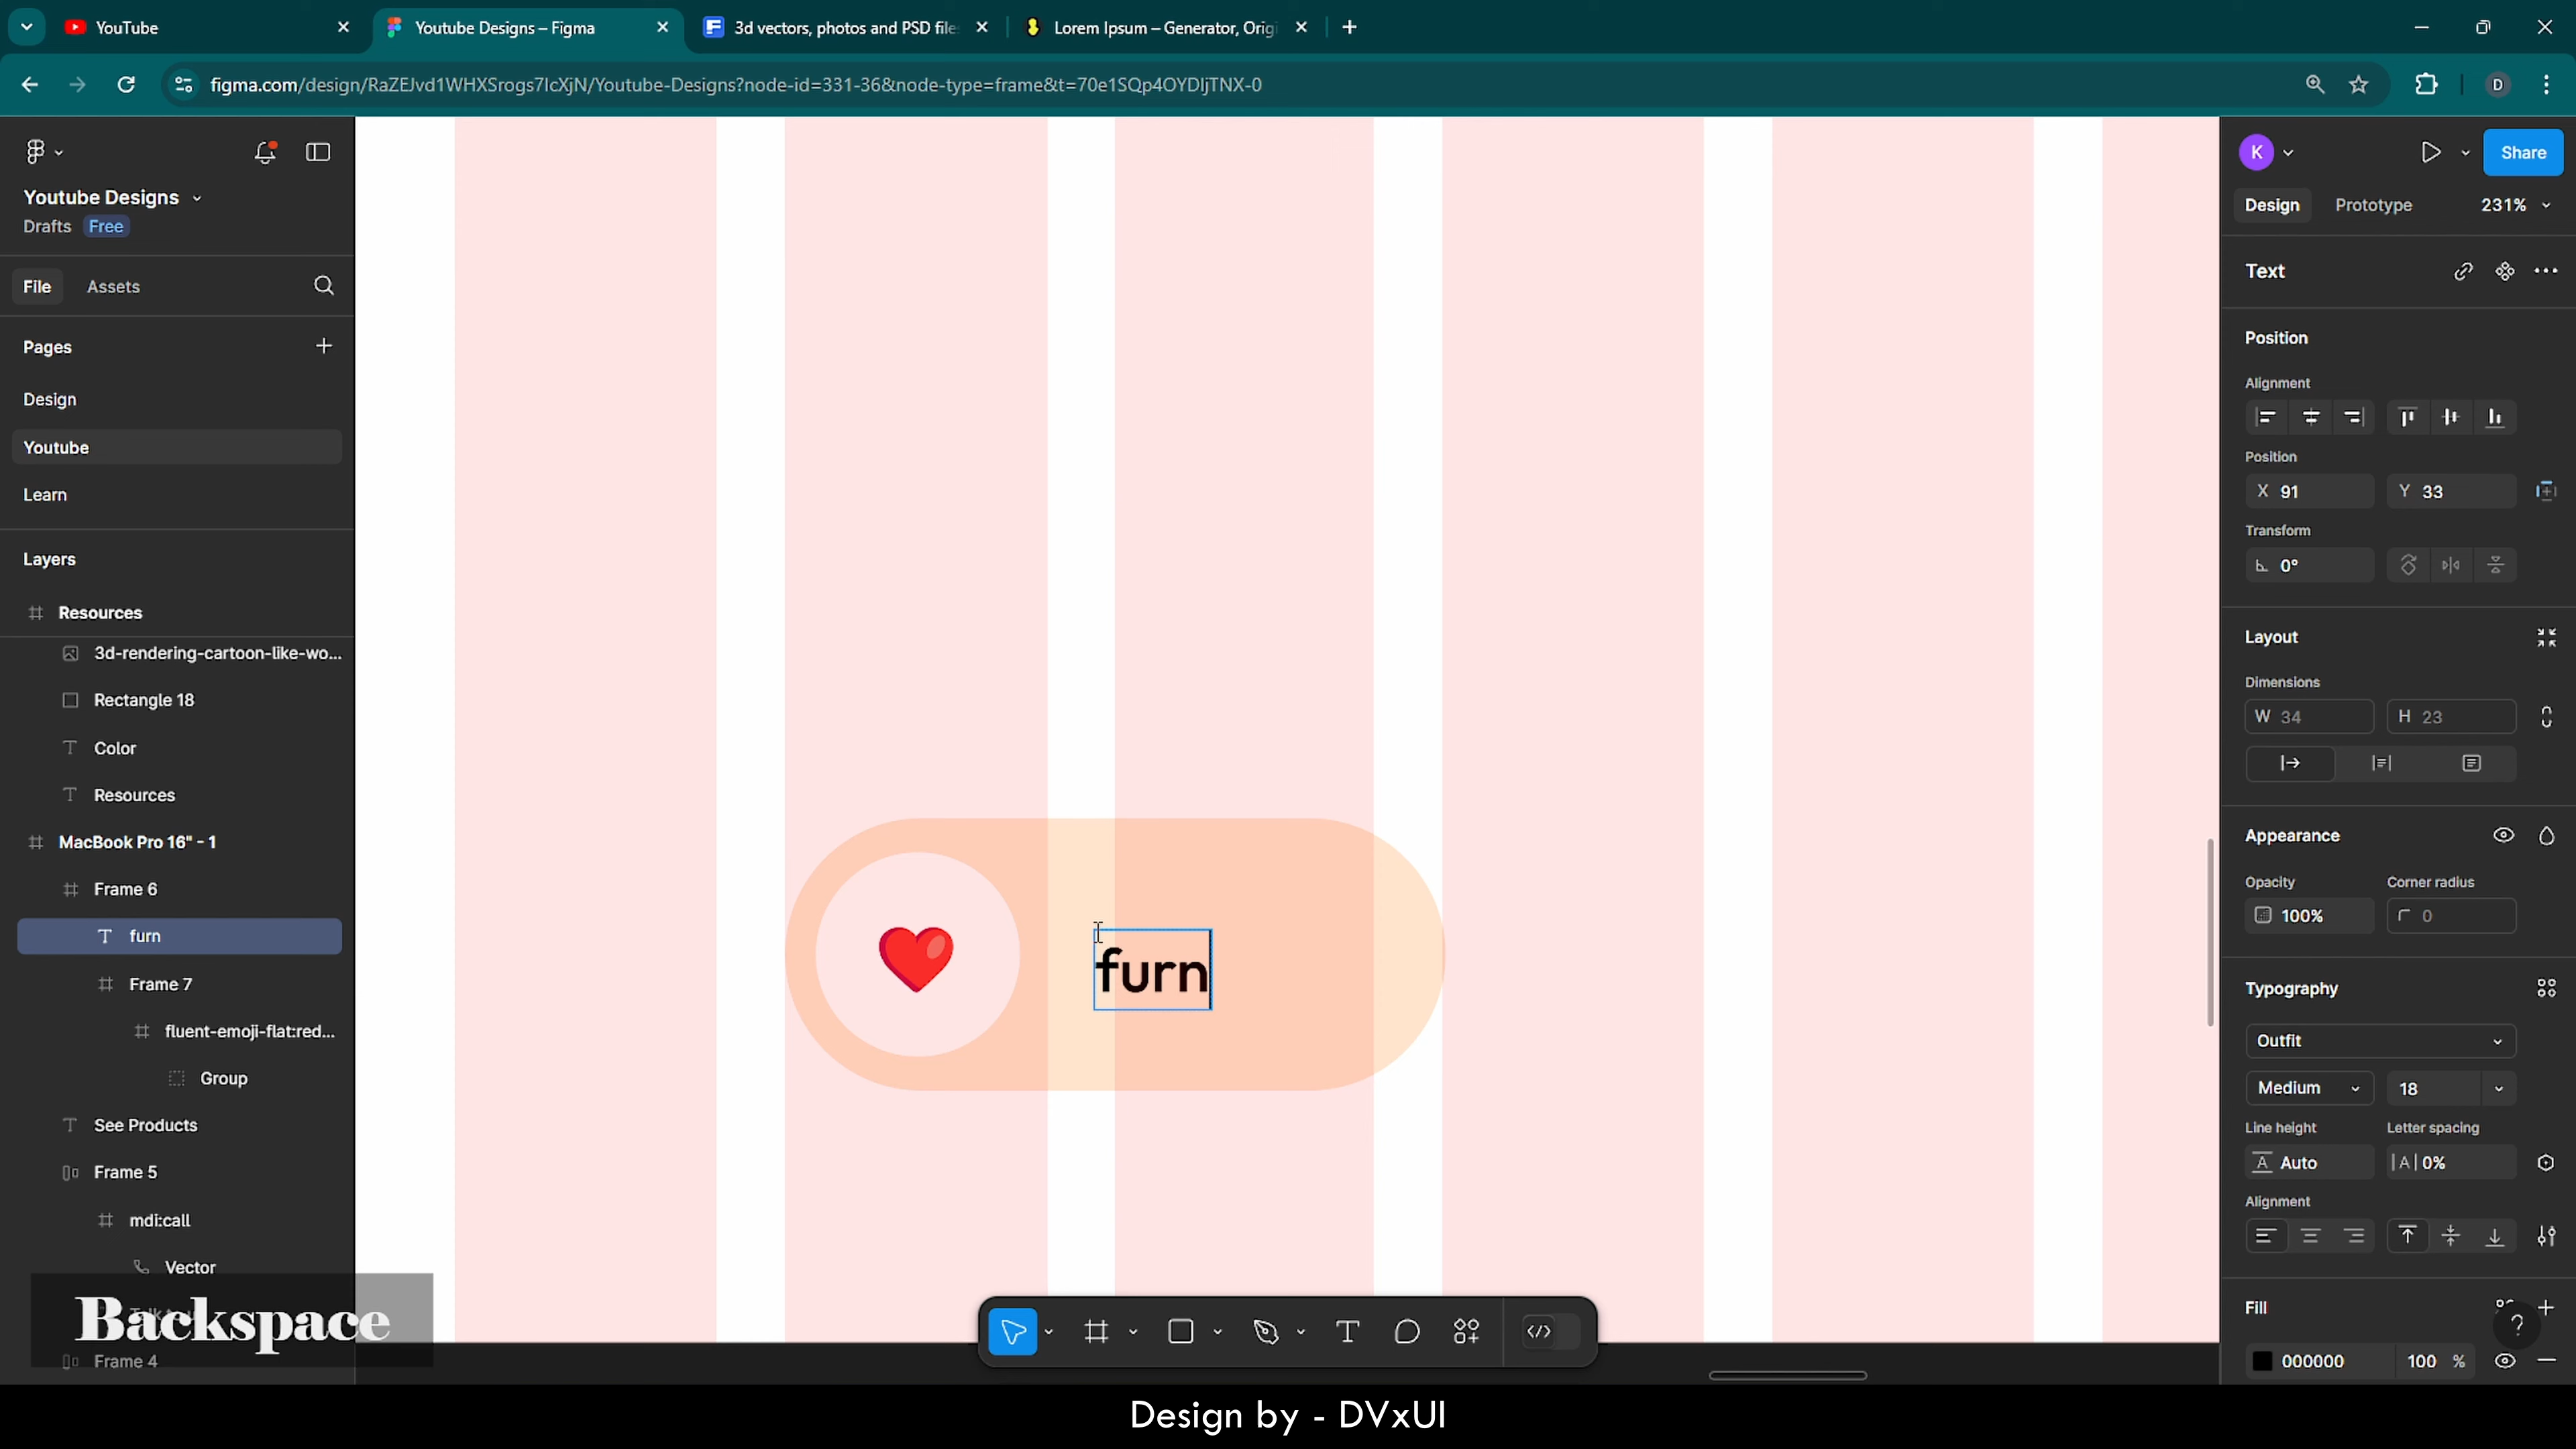 YouTube
Youtube Designs – Figma
3d vectors, photos and PSD file
Lorem Ipsum – Generator, Orig
figma.com/design/RaZEJvd1WHXSrogs7lcXjN/Youtube-Designs?node-id=331-36&node-type=frame&t=70e1SQp4OYDIjTNX-0
D
Youtube Designs
Drafts
Free
File
Assets
Pages
Design
Youtube
Learn
Layers
Resources
3d-rendering-cartoon-like-wo...
Rectangle 18
Color
Resources
MacBook Pro 16" - 1
Frame 6
furn
Frame 7
fluent-emoji-flat:red...
Group
See Products
Frame 5
mdi:call
Vector
Backspace
Frame 4
furn
K
Share
Design
Prototype
231%
Text
Position
Alignment
Position
X 91
Y 33
Transform
0°
Layout
Dimensions
W 34
H 23
Appearance
Opacity
Corner radius
100%
0
Typography
Outfit
Medium
18
Line height
Letter spacing
Auto
0%
Alignment
Fill
?
000000
100 %
Design by - DVxUI